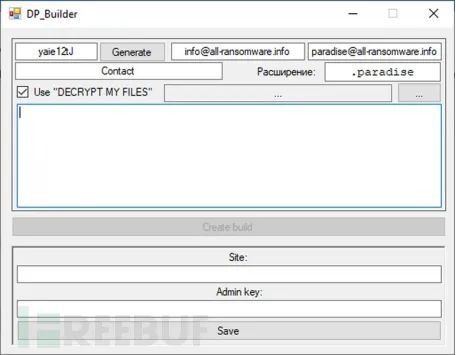 DP_Builder
yaie12tJ Generate info@all-ransomware.info paradise@all-ransomware.info
Contact Расширение: .paradise
Use "DECRYPT MY FILES" ... ...
Create build
Site:
Admin key:
Save
REEBUF